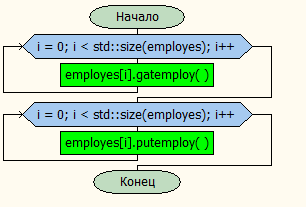 Начало
i = 0; i < std::size(employes); i++
employes[i].gatemploy( )
i = 0; i < std::size(employes); i++
employes[i].putemploy( )
Конец